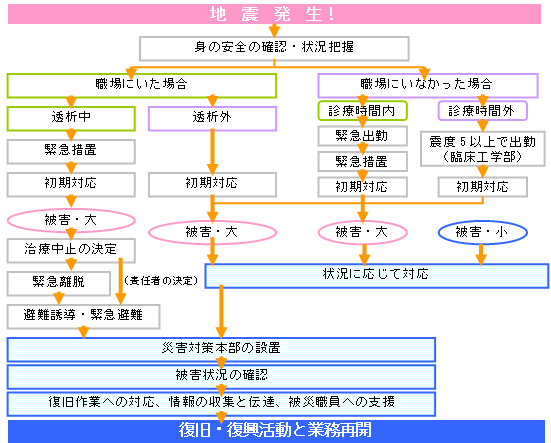 地 震 発 生！
身の安全の確認・状況把握
職場にいた場合
職場にいなかった場合
透析中
透析外
診療時間内
診療時間外
緊急措置
緊急出勤
震度５以上で出勤
（臨床工学部）
緊急措置
初期対応
初期対応
初期対応
初期対応
被害・大
被害・大
被害・大
被害・小
治療中止の決定
状況に応じて対応
緊急離脱
（責任者の決定）
避難誘導・緊急避難
災害対策本部の設置
被害状況の確認
復旧作業への対応、情報の収集と伝達、被災職員への支援
復旧・復興活動と業務再開